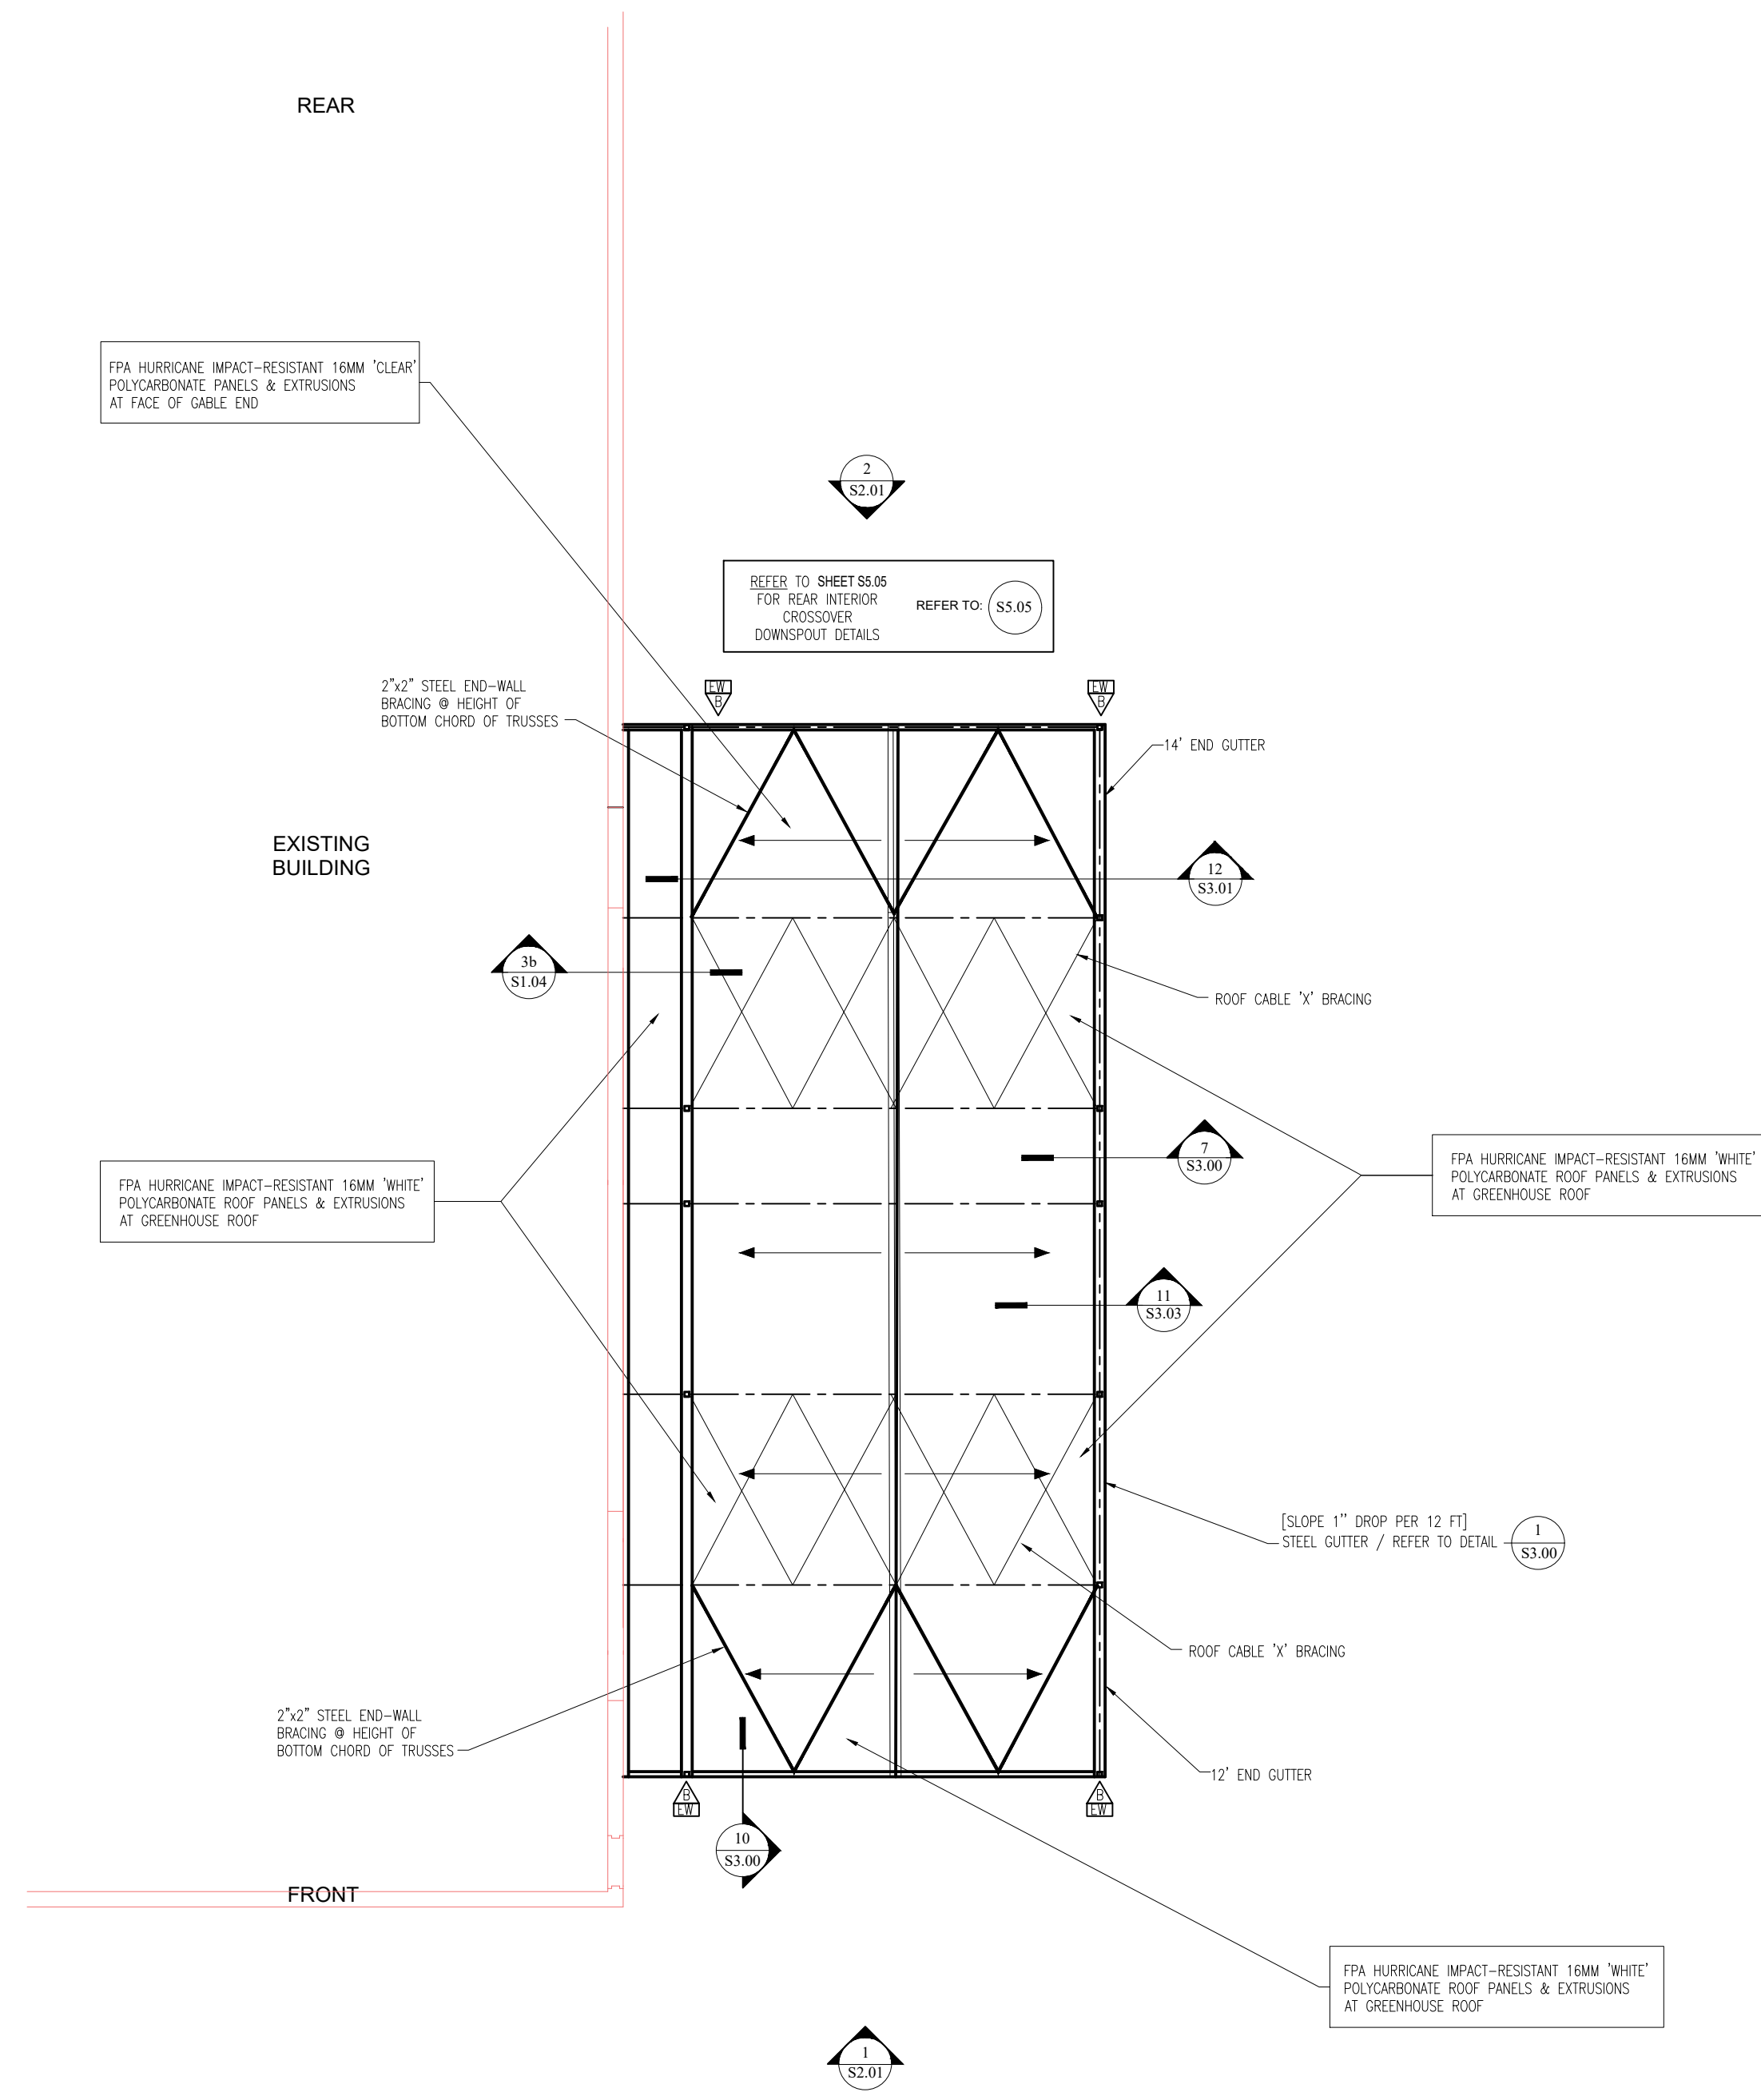 REAR
FPA HURRICANE IMPACT-RESISTANT 16MM 'CLEAR'
POLYCARBONATE PANELS & EXTRUSIONS
AT FACE OF GABLE END
2
S2.01
REFER TO SHEET S5.05
FOR REAR INTERIOR
CROSSOVER
DOWNSPOUT DETAILS
REFER TO:
S5.05
2"x2" STEEL END-WALL
BRACING @ HEIGHT OF
BOTTOM CHORD OF TRUSSES
EW
B
EW
B
14' END GUTTER
EXISTING
BUILDING
12
S3.01
3b
S1.04
ROOF CABLE 'X' BRACING
7
S3.00
FPA HURRICANE IMPACT-RESISTANT 16MM 'WHITE'
POLYCARBONATE ROOF PANELS & EXTRUSIONS
AT GREENHOUSE ROOF
FPA HURRICANE IMPACT-RESISTANT 16MM 'WHITE'
POLYCARBONATE ROOF PANELS & EXTRUSIONS
AT GREENHOUSE ROOF
11
S3.03
[SLOPE 1'' DROP PER 12 FT]
STEEL GUTTER / REFER TO DETAIL
1
S3.00
ROOF CABLE 'X' BRACING
2"x2" STEEL END-WALL
BRACING @ HEIGHT OF
BOTTOM CHORD OF TRUSSES
12' END GUTTER
B
EW
B
EW
10
S3.00
FRONT
FPA HURRICANE IMPACT-RESISTANT 16MM 'WHITE'
POLYCARBONATE ROOF PANELS & EXTRUSIONS
AT GREENHOUSE ROOF
1
S2.01